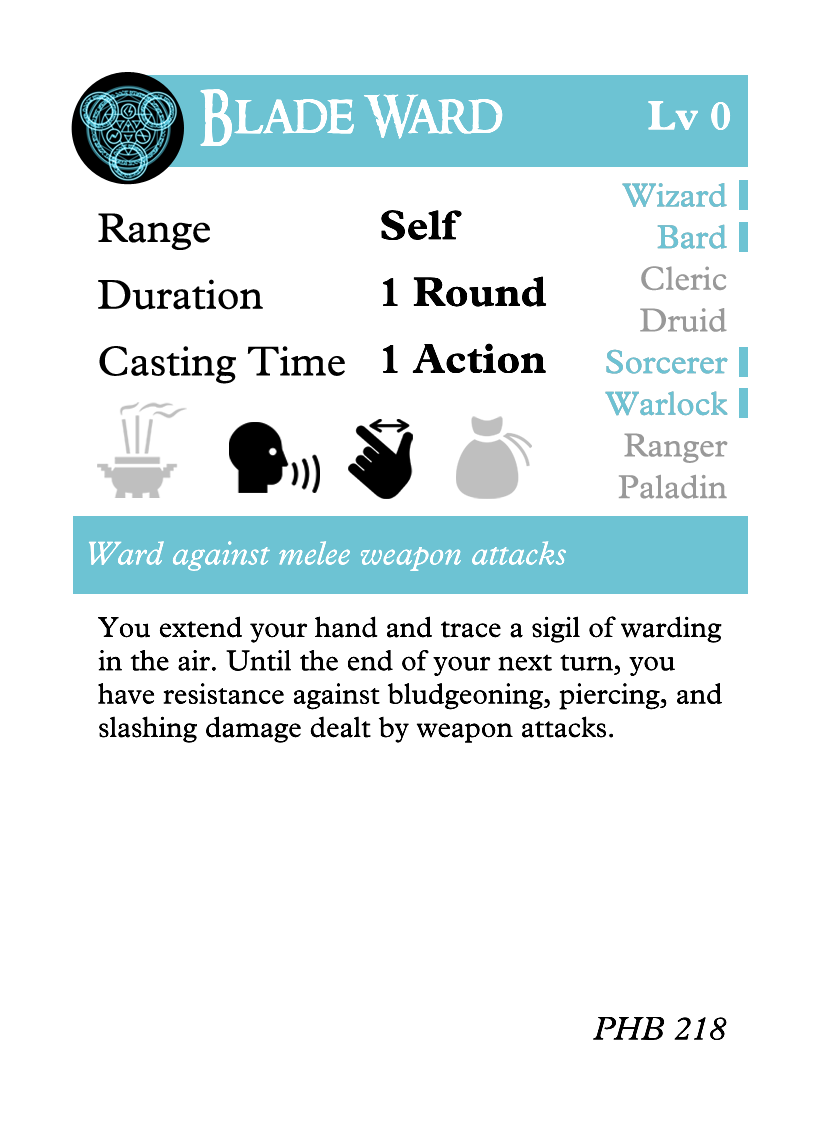 Blade Ward Lv 0
Range Self
Duration 1 Round
Casting Time 1 Action
Wizard
Bard
Cleric
Druid
Sorcerer
Warlock
Ranger
Paladin
Ward against melee weapon attacks
You extend your hand and trace a sigil of warding
in the air. Until the end of your next turn, you
have resistance against bludgeoning, piercing, and
slashing damage dealt by weapon attacks.
PHB 218